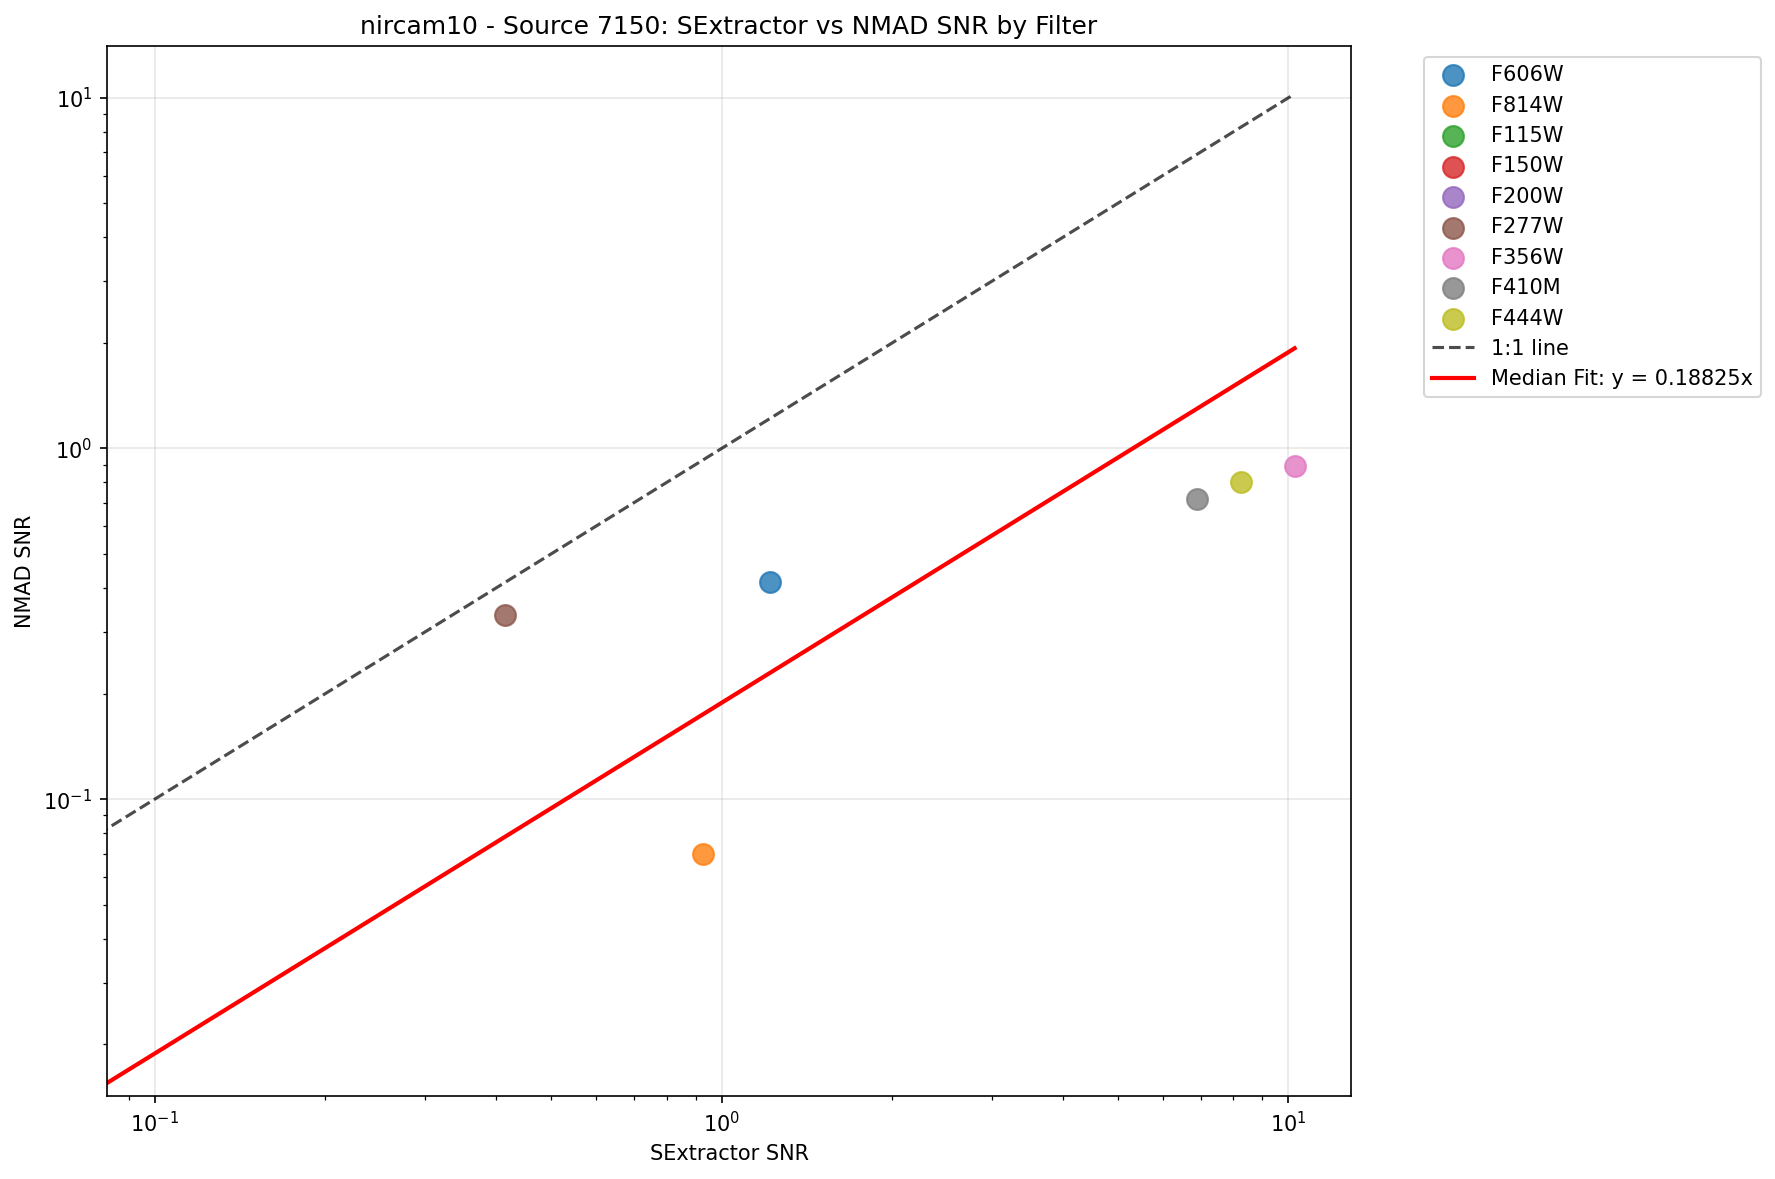 nircam10 - Source 7150: SExtractor vs NMAD SNR by Filter
F606W
F814W
F115W
F150W
F200W
F277W
F356W
F410M
F444W
1:1 line
Median Fit: y = 0.18825x
NMAD SNR
10¹
10⁰
10⁻¹
10⁻¹
10⁰
10¹
SExtractor SNR